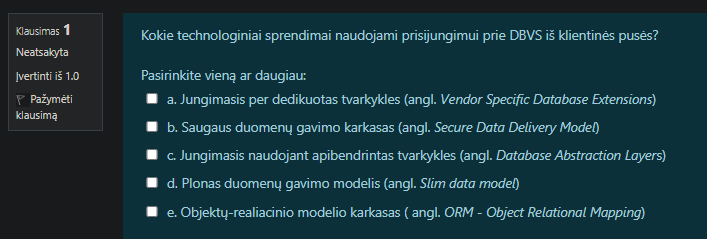 Klausimas 1
Neatsakyta
Įvertinti iš 1.0
Pažymėti
klausimą
Kokie technologiniai sprendimai naudojami prisijungimui prie DBVS iš klientinės pusės?
Pasirinkite vieną ar daugiau:
a. Jungimasis per dedikuotas tvarkykles (angl. Vendor Specific Database Extensions)
b. Saugaus duomenų gavimo karkasas (angl. Secure Data Delivery Model)
c. Jungimasis naudojant apibendrintas tvarkykles (angl. Database Abstraction Layers)
d. Plonas duomenų gavimo modelis (angl. Slim data model)
e. Objektų-realiacinio modelio karkasas ( angl. ORM - Object Relational Mapping)